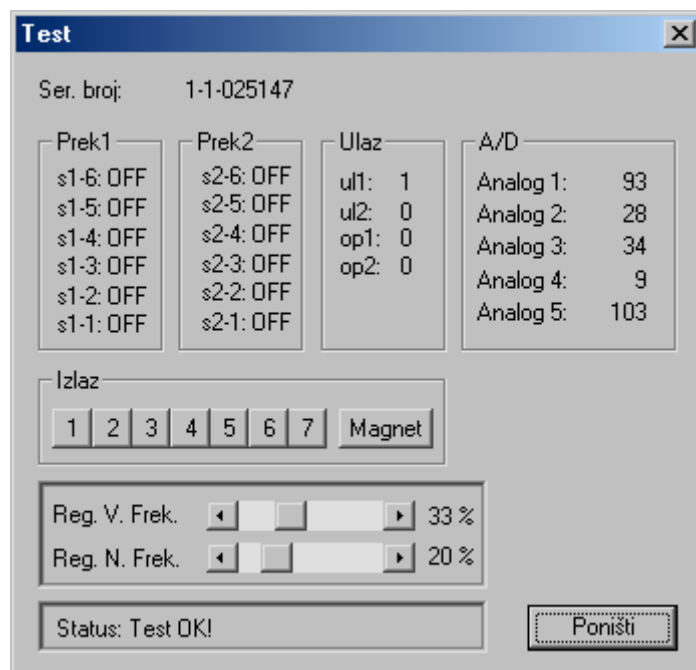 Test
Ser. broj: 1-1-025147
Prek1
s1-6: OFF
s1-5: OFF
s1-4: OFF
s1-3: OFF
s1-2: OFF
s1-1: OFF
Prek2
s2-6: OFF
s2-5: OFF
s2-4: OFF
s2-3: OFF
s2-2: OFF
s2-1: OFF
Ulaz
ul1: 1
ul2: 0
op1: 0
op2: 0
A/D
Analog 1: 93
Analog 2: 28
Analog 3: 34
Analog 4: 9
Analog 5: 103
Izlaz
1 2 3 4 5 6 7 Magnet
Reg. V. Frek. 33 %
Reg. N. Frek. 20 %
Status: Test OK!
Poništi